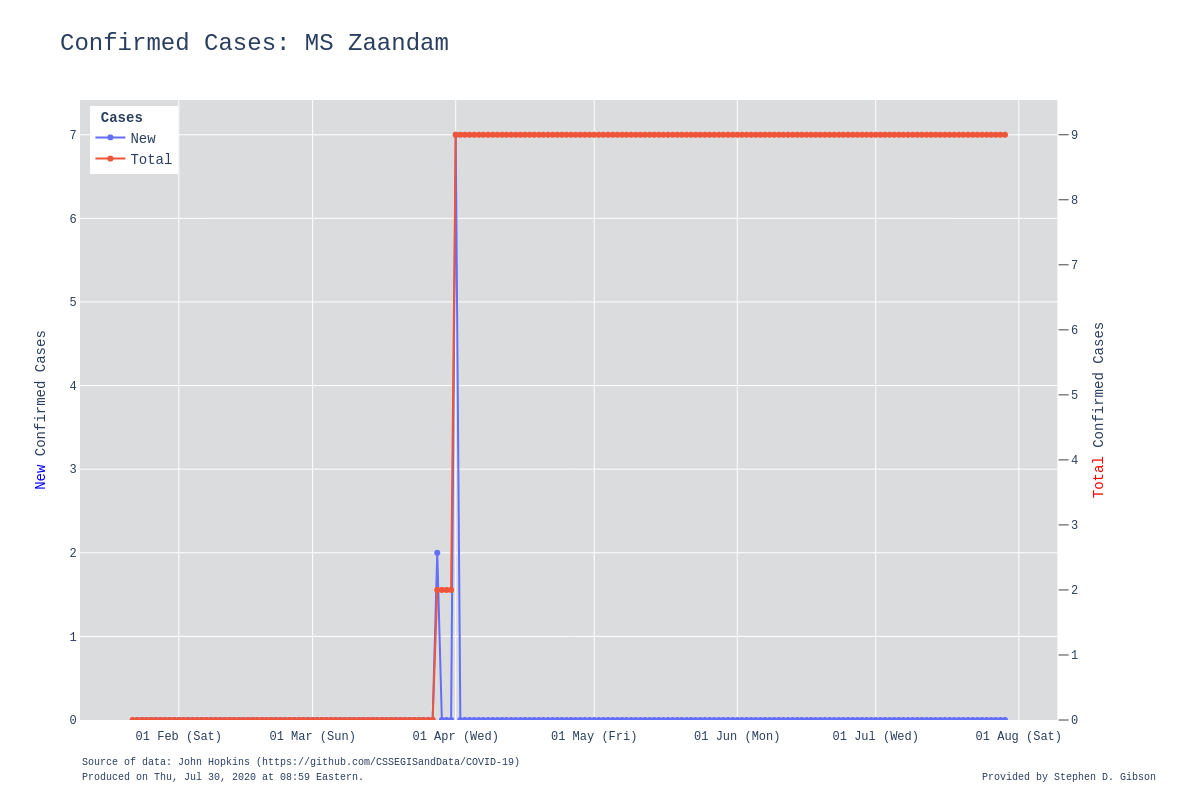 Confirmed Cases: MS Zaandam
Cases
New
Total
7
6
5
4
3
2
1
0
New Confirmed Cases
9
8
7
6
5
4
3
2
1
0
Total Confirmed Cases
01 Feb (Sat) 01 Mar (Sun) 01 Apr (Wed) 01 May (Fri) 01 Jun (Mon) 01 Jul (Wed) 01 Aug (Sat)
Source of data: John Hopkins (https://github.com/CSSEGISandData/COVID-19)
Produced on Thu, Jul 30, 2020 at 08:59 Eastern.
Provided by Stephen D. Gibson